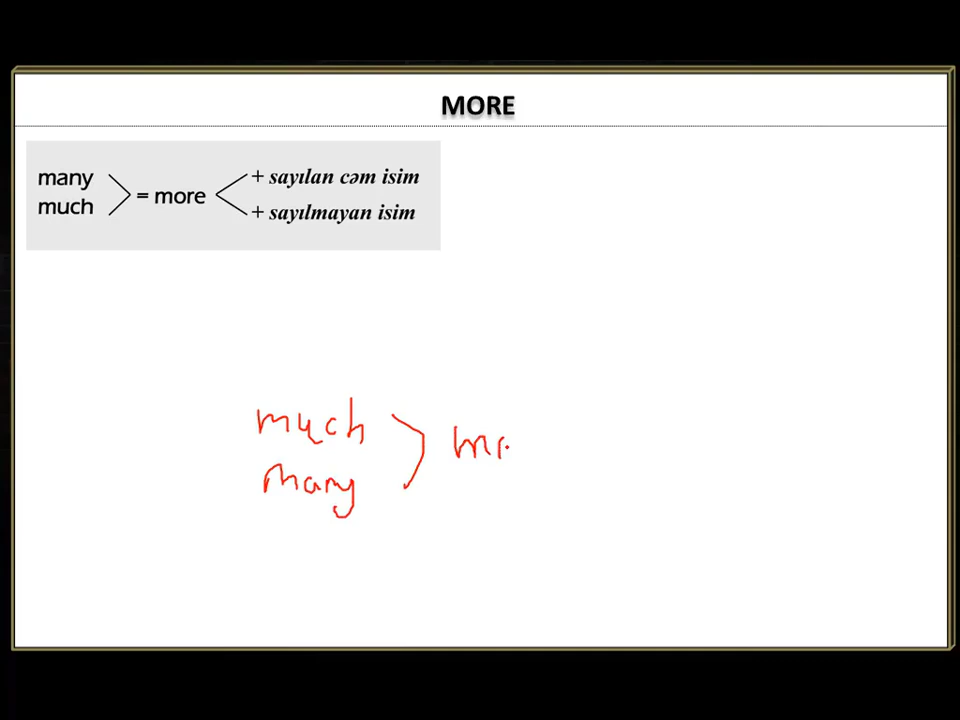 MORE
many
much
= more
+ sayılan cəm isim
+ sayılmayan isim
much
many